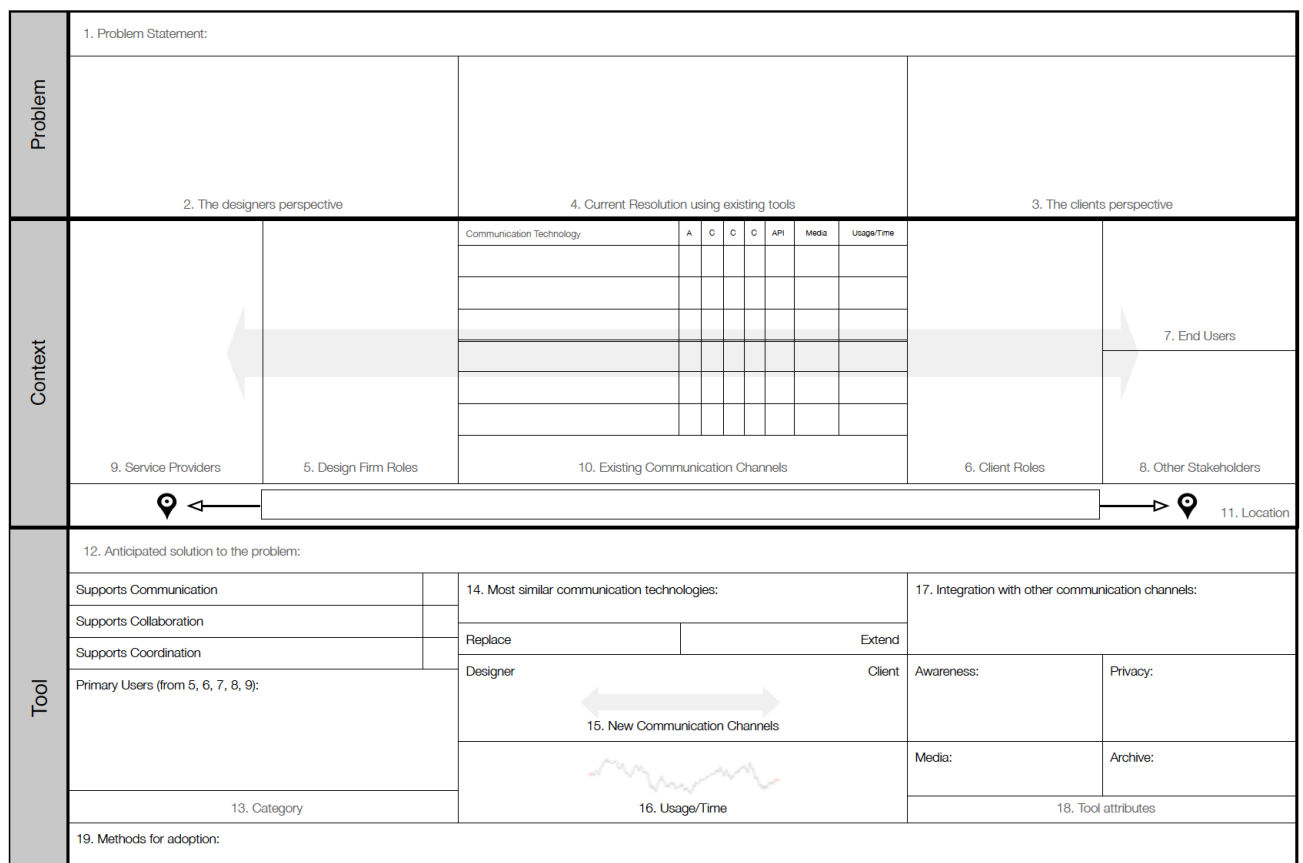 Problem
1. Problem Statement:
2. The designers perspective
4. Current Resolution using existing tools
3. The clients perspective
Context
Communication Technology A C C C API Media Usage/Time
7. End Users
9. Service Providers
5. Design Firm Roles
10. Existing Communication Channels
6. Client Roles
8. Other Stakeholders
11. Location
Tool
12. Anticipated solution to the problem:
Supports Communication
Supports Collaboration
Supports Coordination
Primary Users (from 5, 6, 7, 8, 9):
13. Category
14. Most similar communication technologies:
Replace Extend
Designer Client
15. New Communication Channels
16. Usage/Time
17. Integration with other communication channels:
Awareness:
Privacy:
Media:
Archive:
18. Tool attributes
19. Methods for adoption: